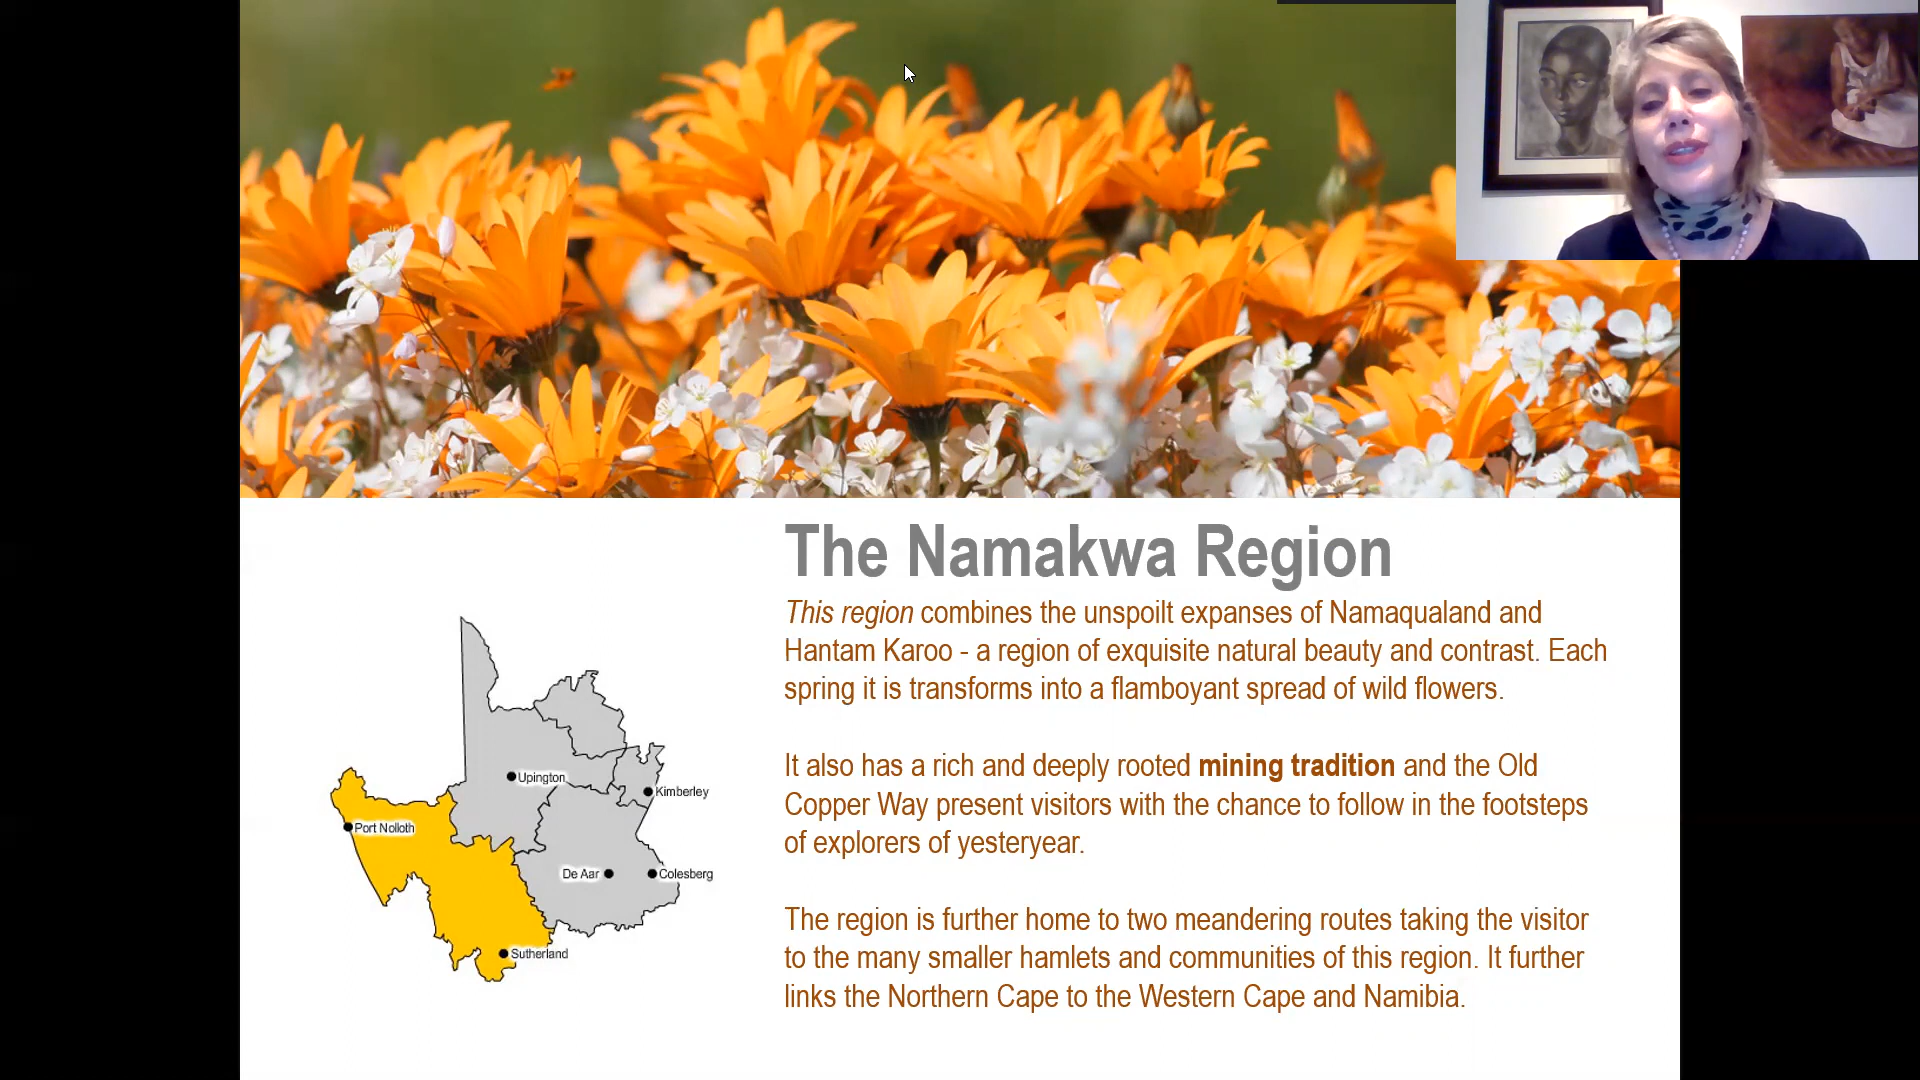 The Namakwa Region
This region combines the unspoilt expanses of Namaqualand and
Hantam Karoo - a region of exquisite natural beauty and contrast. Each
spring it is transforms into a flamboyant spread of wild flowers.
It also has a rich and deeply rooted mining tradition and the Old
Copper Way present visitors with the chance to follow in the footsteps
of explorers of yesteryear.
The region is further home to two meandering routes taking the visitor
to the many smaller hamlets and communities of this region. It further
links the Northern Cape to the Western Cape and Namibia.
Upington
Kimberley
Port Nolloth
De Aar
Colesberg
Sutherland